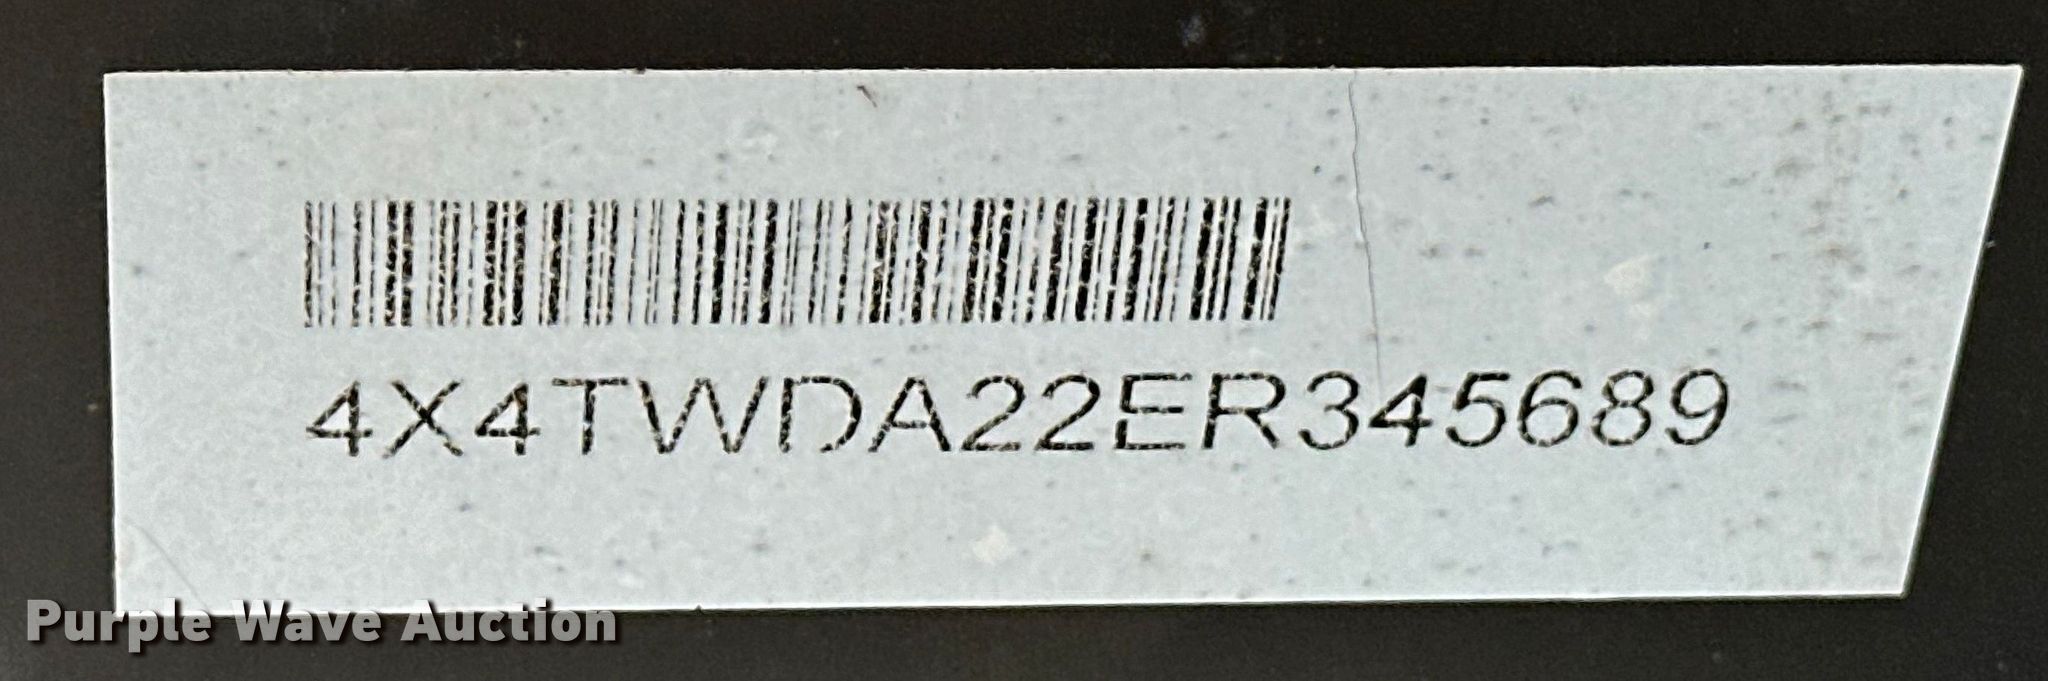 4X4TWDA22ER345689
Purple Wave Auction